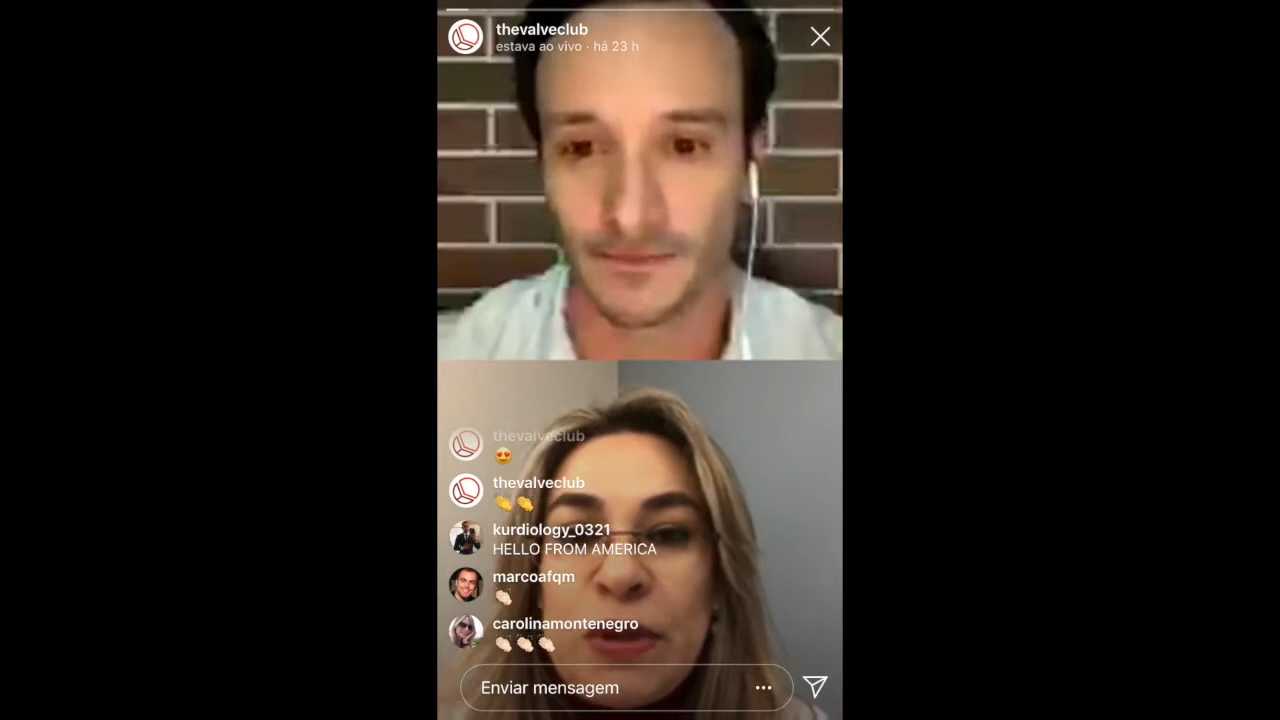 thevalveclub
estava ao vivo · há 23 h
thevalveclub
😍
thevalveclub
👏👏
kurdiology_0321
HELLO FROM AMERICA
marcoafqm
👏🏻
carolinamontenegro
👏🏻👏🏻👏🏻
Enviar mensagem